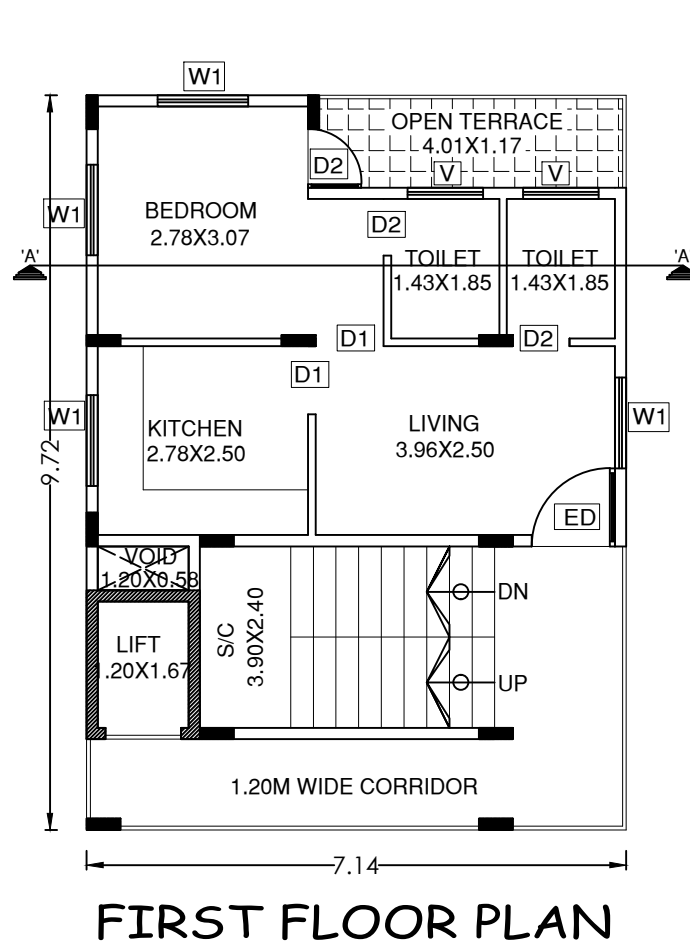 W1
OPEN TERRACE
4.01X1.17
D2
V
V
W1
BEDROOM
2.78X3.07
D2
'A'
'A
TOILET
1.43X1.85
TOILET
1.43X1.85
D1
D2
D1
W1
KITCHEN
2.78X2.50
LIVING
3.96X2.50
W1
9.72
ED
VOID
1.20X0.58
S/C
3.90X2.40
DN
LIFT
1.20X1.67
UP
1.20M WIDE CORRIDOR
7.14
FIRST FLOOR PLAN